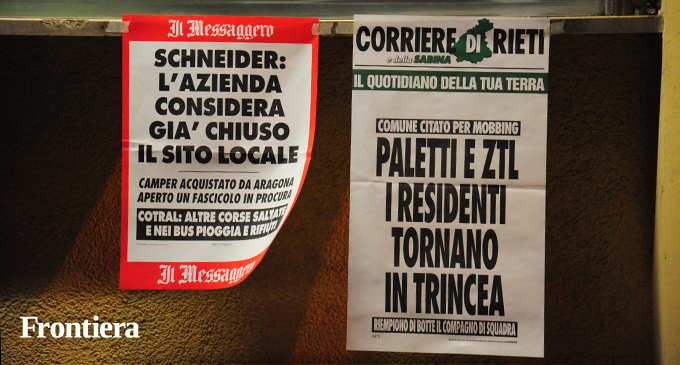 Il Messaggero
SCHNEIDER:
L'AZIENDA
CONSIDERA
GIA' CHIUSO
IL SITO LOCALE
CAMPER ACQUISTATO DA ARAGONA
APERTO UN FASCICOLO IN PROCURA
COTRAL: ALTRE CORSE SALTATE
E NEI BUS PIOGGIA E RIFIUTI
Il Messaggero
CORRIERE DI RIETI
e della SABINA
IL QUOTIDIANO DELLA TUA TERRA
COMUNE CITATO PER MOBBING
PALETTI E ZTL
I RESIDENTI
TORNANO
IN TRINCEA
RIEMPIONO DI BOTTE IL COMPAGNO DI SQUADRA
Frontiera